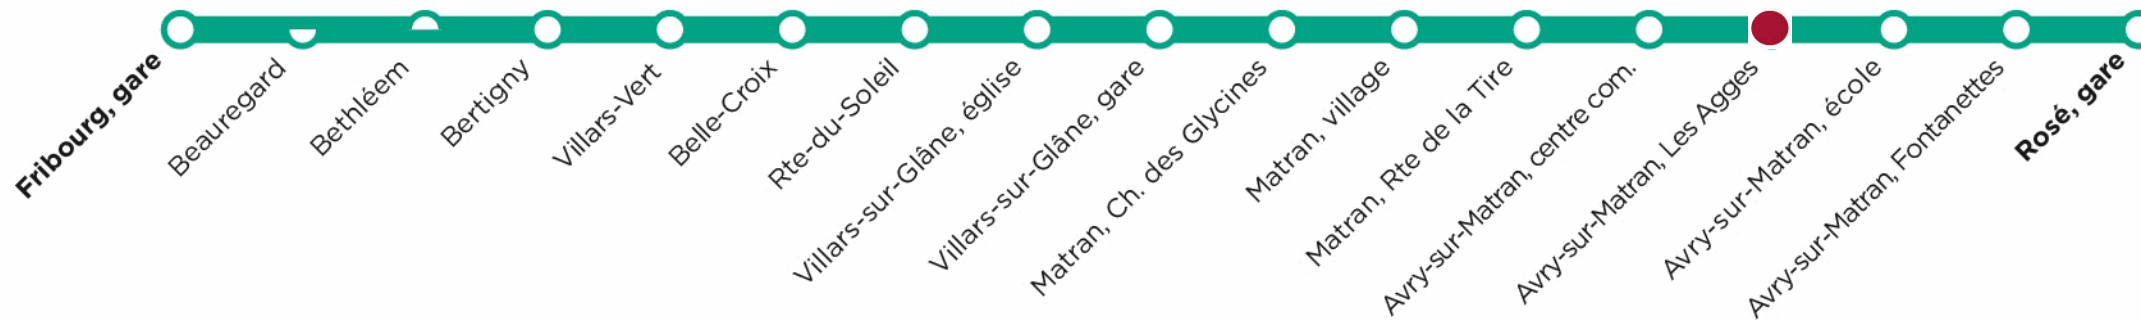 Fribourg, gare
Beauregard
Bethléem
Bertigny
Villars-Vert
Belle-Croix
Rte-du-Soleil
Villars-sur-Glâne, église
Villars-sur-Glâne, gare
Matran, Ch. des Glycines
Matran, village
Matran, Rte de la Tire
Avry-sur-Matran, centre com.
Avry-sur-Matran, Les Agges
Avry-sur-Matran, école
Avry-sur-Matran, Fontanettes
Rosé, gare